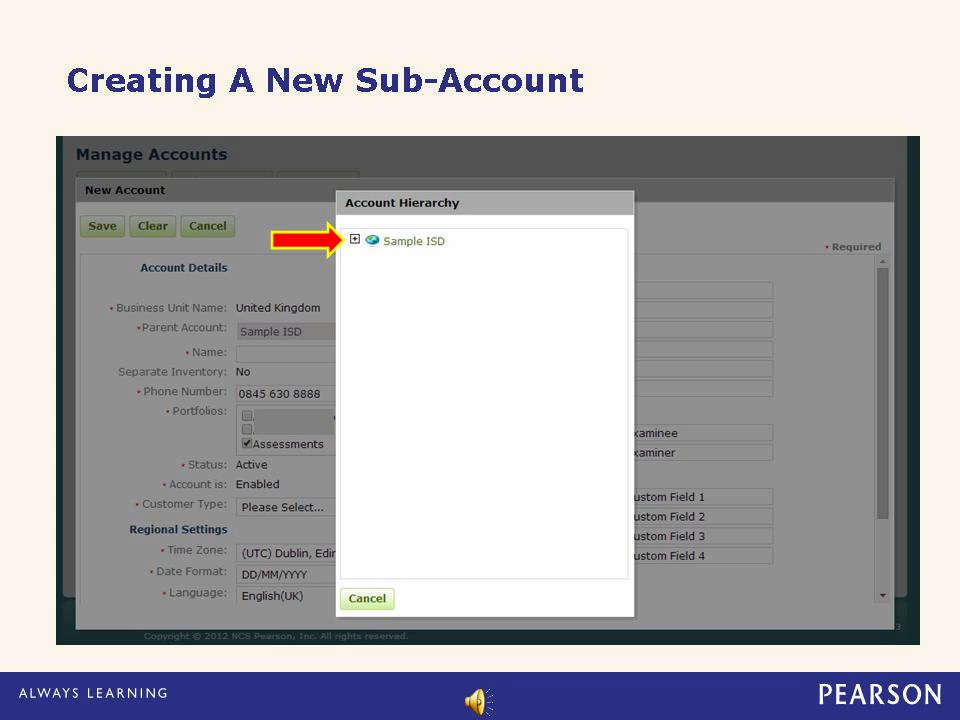 Creating A New Sub-Account
Manage Accounts
New Account
Save Clear Cancel
• Required
Account Details
• Business Unit Name: United Kingdom
• Parent Account: Sample ISD
• Name:
Separate Inventory: No
• Phone Number: 0845 630 8888
• Portfolios:
Assessments
• Status: Active
• Account is: Enabled
• Customer Type: Please Select...
Regional Settings
• Time Zone: (UTC) Dublin, Edin
• Date Format: DD/MM/YYYY
• Language: English(UK)
Account Hierarchy
Sample ISD
Cancel
xaminee
xaminer
ustom Field 1
ustom Field 2
ustom Field 3
ustom Field 4
Copyright © 2012 NCS Pearson, Inc. All rights reserved.
3
ALWAYS LEARNING
PEARSON